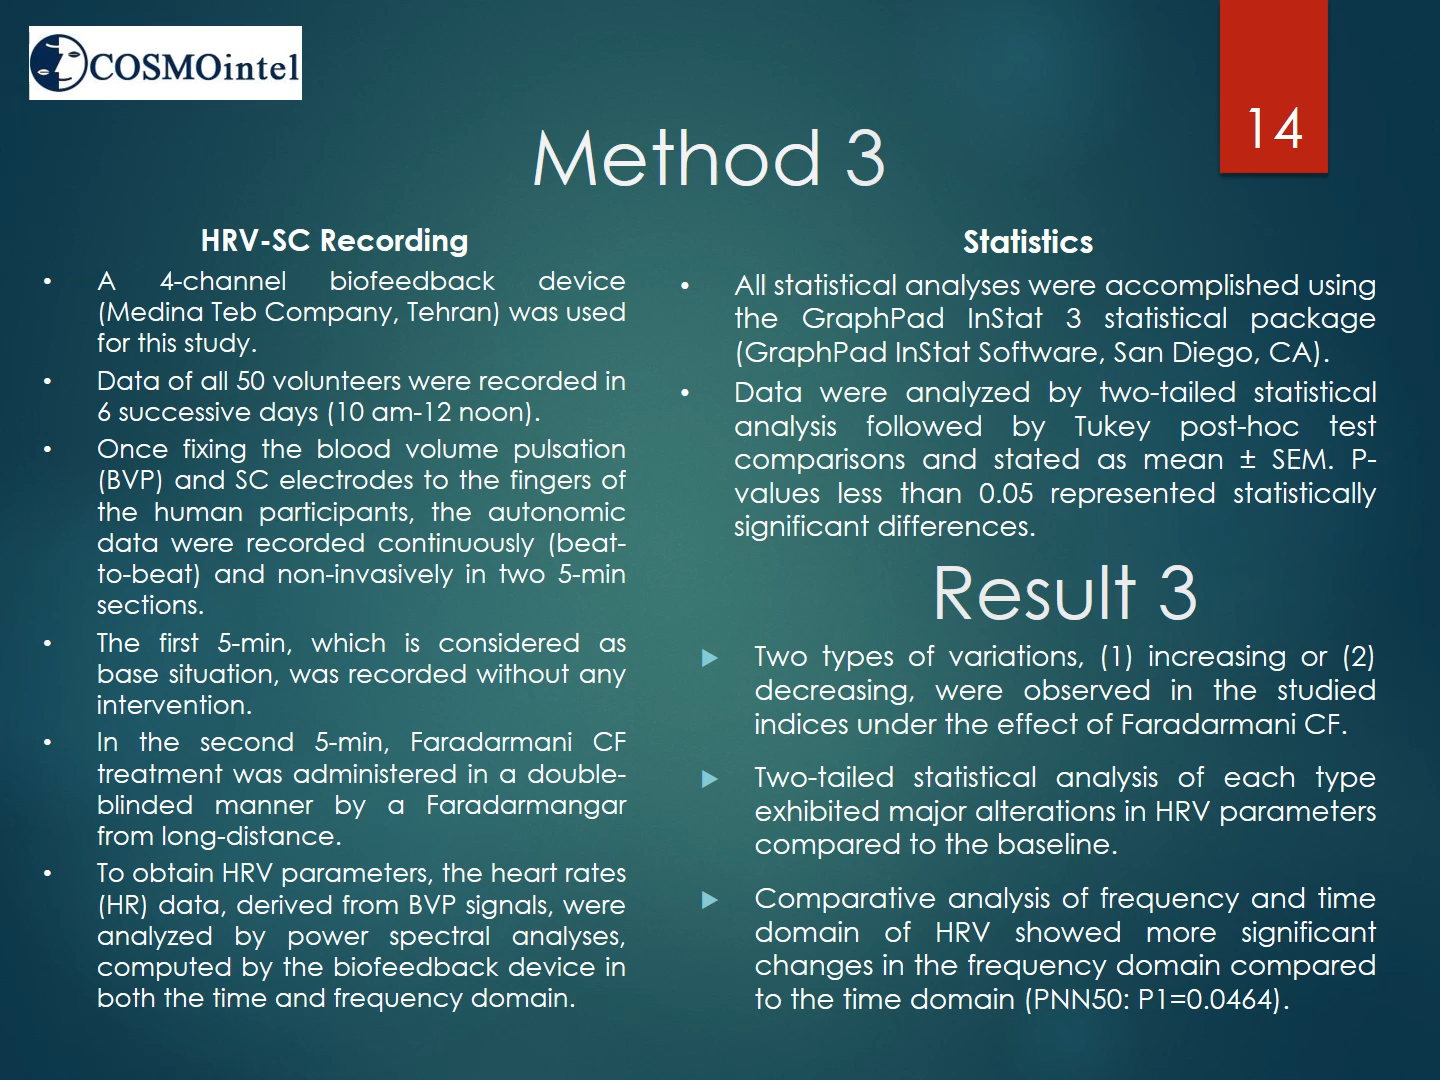 COSMOintel
14
Method 3
HRV-SC Recording
• A 4-channel biofeedback device
(Medina Teb Company, Tehran) was used
for this study.
• Data of all 50 volunteers were recorded in
6 successive days (10 am-12 noon).
• Once fixing the blood volume pulsation
(BVP) and SC electrodes to the fingers of
the human participants, the autonomic
data were recorded continuously (beat-
to-beat) and non-invasively in two 5-min
sections.
• The first 5-min, which is considered as
base situation, was recorded without any
intervention.
• In the second 5-min, Faradarmani CF
treatment was administered in a double-
blinded manner by a Faradarmangar
from long-distance.
• To obtain HRV parameters, the heart rates
(HR) data, derived from BVP signals, were
analyzed by power spectral analyses,
computed by the biofeedback device in
both the time and frequency domain.
Statistics
• All statistical analyses were accomplished using
the GraphPad InStat 3 statistical package
(GraphPad InStat Software, San Diego, CA).
• Data were analyzed by two-tailed statistical
analysis followed by Tukey post-hoc test
comparisons and stated as mean ± SEM. P-
values less than 0.05 represented statistically
significant differences.
Result 3
Two types of variations, (1) increasing or (2)
decreasing, were observed in the studied
indices under the effect of Faradarmani CF.
Two-tailed statistical analysis of each type
exhibited major alterations in HRV parameters
compared to the baseline.
Comparative analysis of frequency and time
domain of HRV showed more significant
changes in the frequency domain compared
to the time domain (PNN50: P1=0.0464).